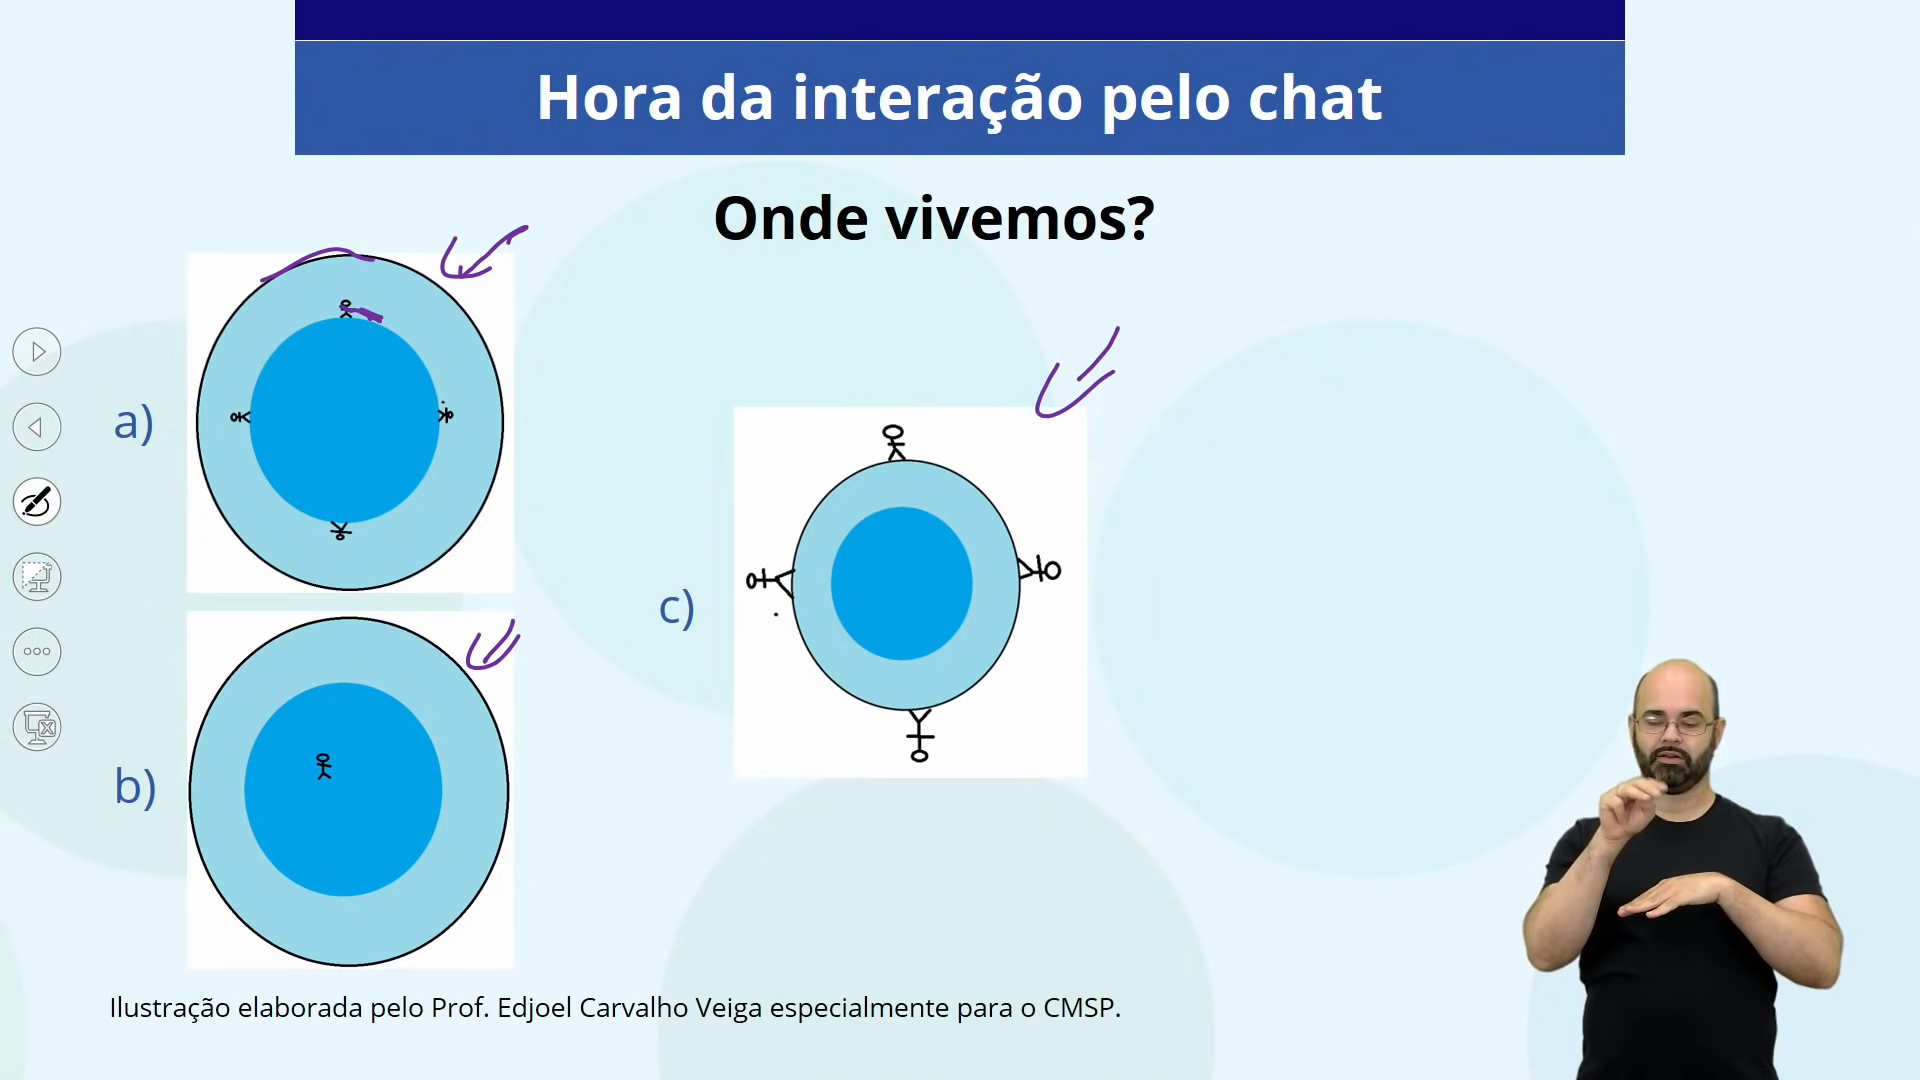 Hora da interação pelo chat
Onde vivemos?
a)
b)
c)
Ilustração elaborada pelo Prof. Edjoel Carvalho Veiga especialmente para o CMSP.